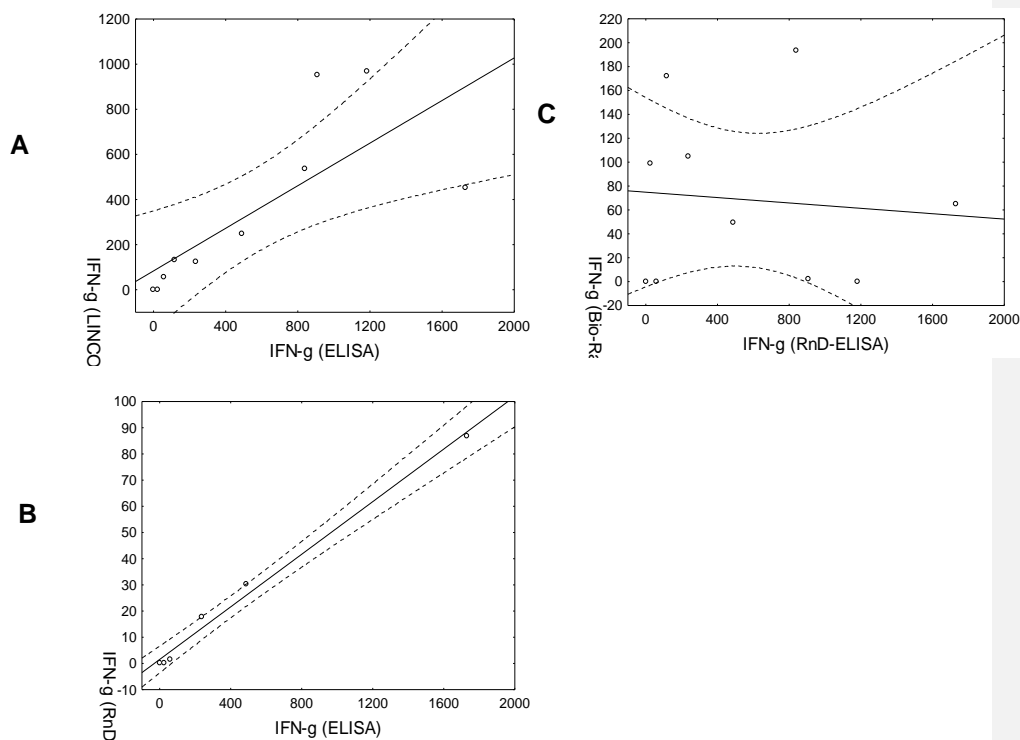 A
1200
1000
800
600
400
200
0
IFN-g (LINCO
0 400 800 1200 1600 2000
IFN-g (ELISA)
C
220
200
180
160
140
120
100
80
60
40
20
0
-20
IFN-g (Bio-Ra
0 400 800 1200 1600 2000
IFN-g (RnD-ELISA)
B
100
90
80
70
60
50
40
30
20
10
0
-10
IFN-g (RnD
0 400 800 1200 1600 2000
IFN-g (ELISA)